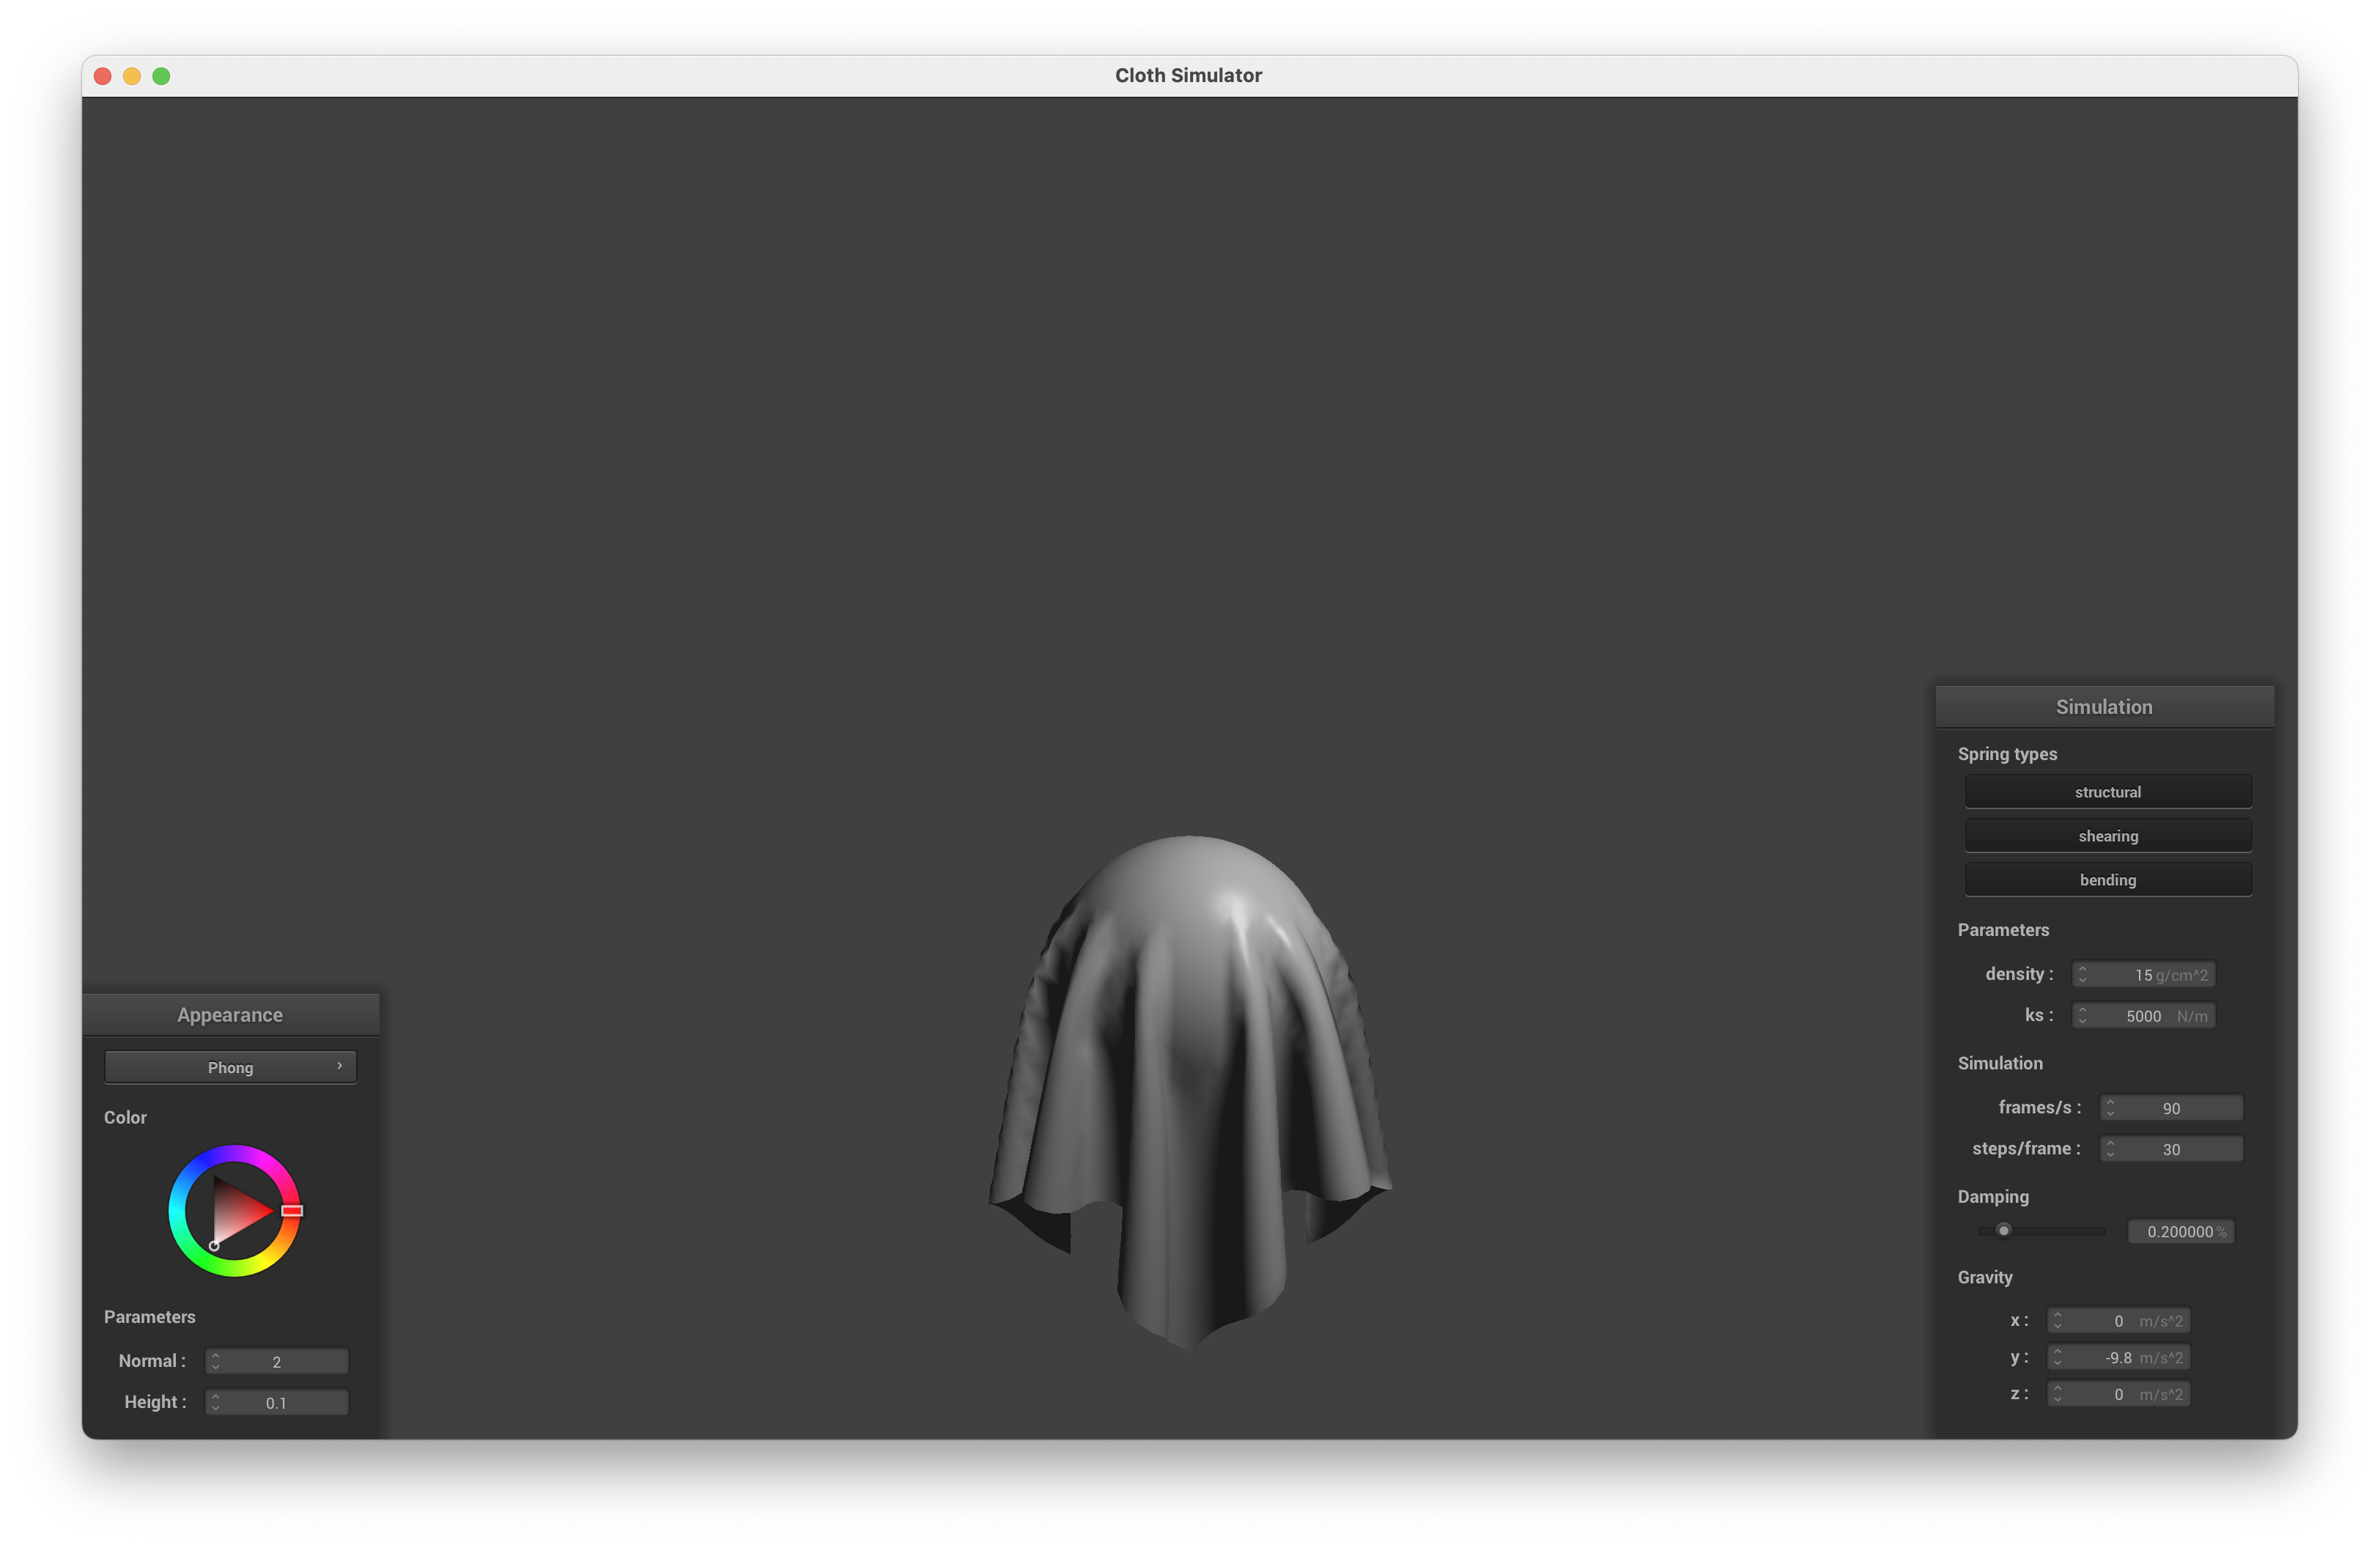 Cloth Simulator
Simulation
Spring types
structural
shearing
bending
Parameters
density : 15 g/cm^2
ks : 5000 N/m
Simulation
frames/s : 90
steps/frame : 30
Damping
0.200000 %
Gravity
x : 0 m/s^2
y : -9.8 m/s^2
z : 0 m/s^2
Appearance
Phong
Color
Parameters
Normal : 2
Height : 0.1